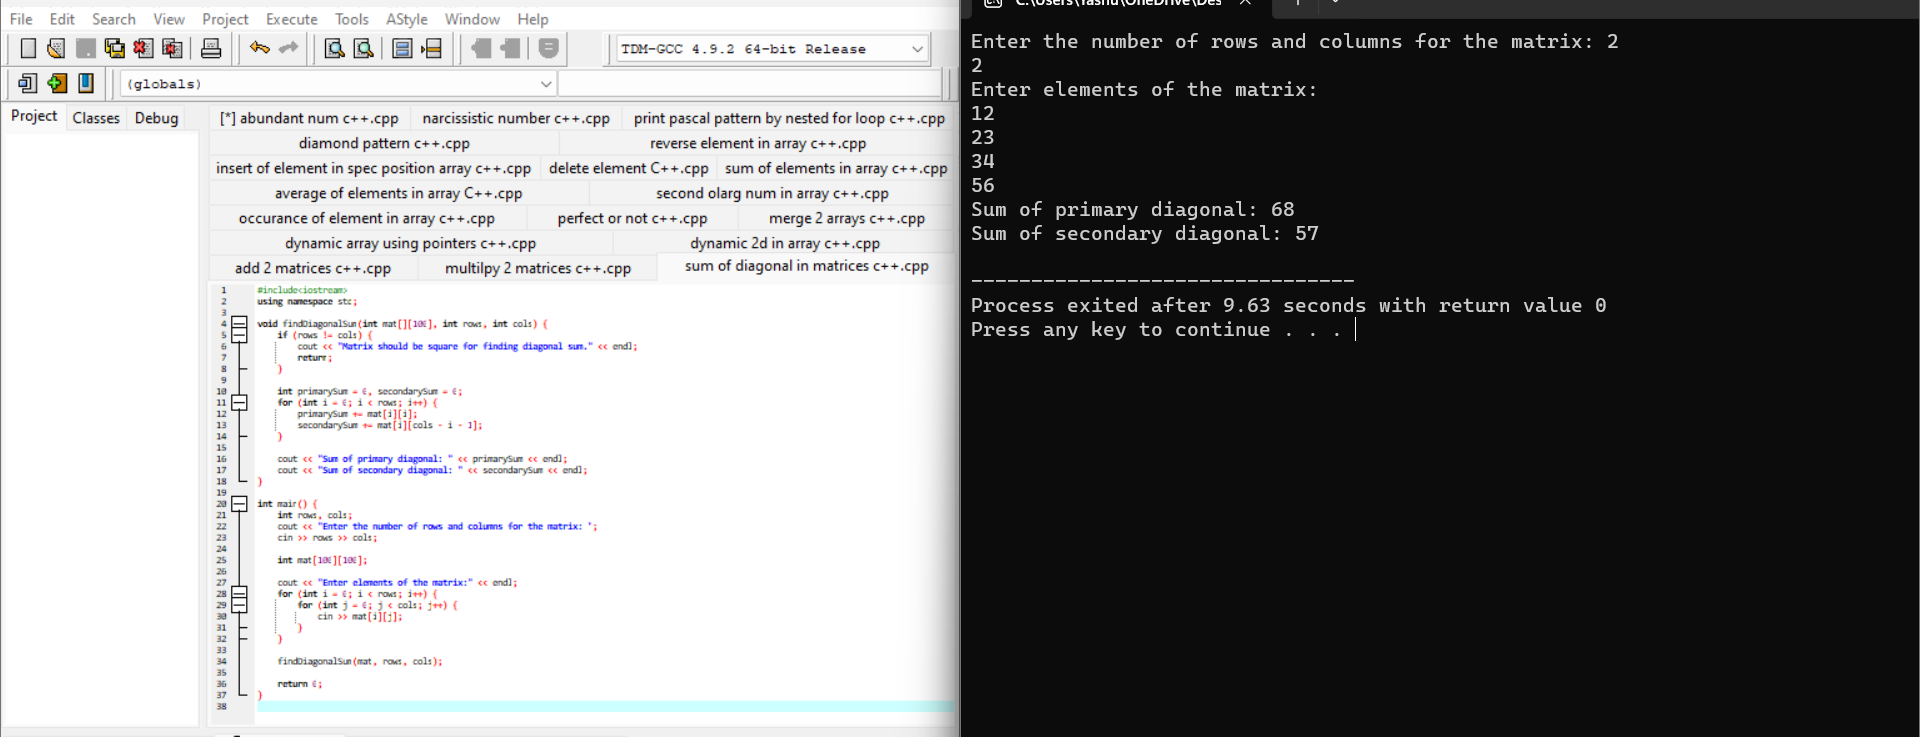 File Edit Search View Project Execute Tools AStyle Window Help
TDM-GCC 4.9.2 64-bit Release
(globals)
Project Classes Debug
[*] abundant num c++.cpp narcissistic number c++.cpp print pascal pattern by nested for loop c++.cpp
diamond pattern c++.cpp reverse element in array c++.cpp
insert of element in spec position array c++.cpp delete element C++.cpp sum of elements in array c++.cpp
average of elements in array C++.cpp second olarg num in array c++.cpp
occurance of element in array c++.cpp perfect or not c++.cpp merge 2 arrays c++.cpp
dynamic array using pointers c++.cpp dynamic 2d in array c++.cpp
add 2 matrices c++.cpp multilpy 2 matrices c++.cpp sum of diagonal in matrices c++.cpp
1 #include<iostream>
2 using namespace std;
3
4 void findDiagonalSum(int mat[][100], int rows, int cols) {
5 if (rows != cols) {
6 cout << "Matrix should be square for finding diagonal sum." << endl;
7 return;
8 }
9
10 int primarySum = 0, secondarySum = 0;
11 for (int i = 0; i < rows; i++) {
12 primarySum += mat[i][i];
13 secondarySum += mat[i][cols - i - 1];
14 }
15
16 cout << "Sum of primary diagonal: " << primarySum << endl;
17 cout << "Sum of secondary diagonal: " << secondarySum << endl;
18 }
19
20 int main() {
21 int rows, cols;
22 cout << "Enter the number of rows and columns for the matrix: ";
23 cin >> rows >> cols;
24
25 int mat[100][100];
26
27 cout << "Enter elements of the matrix:" << endl;
28 for (int i = 0; i < rows; i++) {
29 for (int j = 0; j < cols; j++) {
30 cin >> mat[i][j];
31 }
32 }
33
34 findDiagonalSum(mat, rows, cols);
35
36 return 0;
37 }
38
C:\Users\Yashu\OneDrive\Des
Enter the number of rows and columns for the matrix: 2
2
Enter elements of the matrix:
12
23
34
56
Sum of primary diagonal: 68
Sum of secondary diagonal: 57
--------------------------------
Process exited after 9.63 seconds with return value 0
Press any key to continue . . .